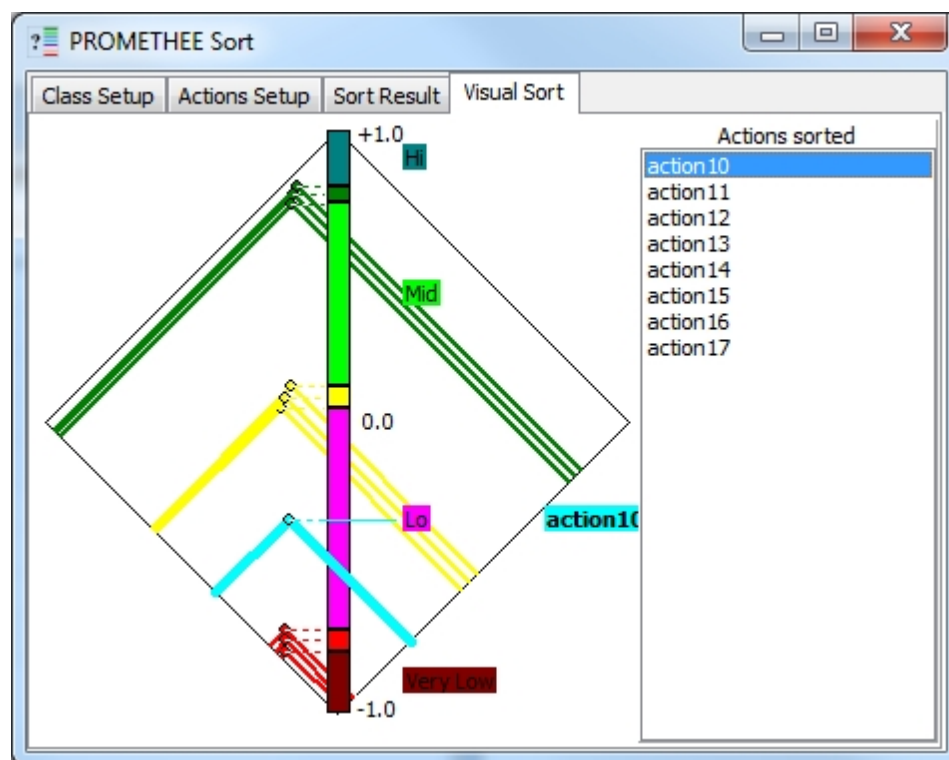 PROMETHEE Sort
Class Setup Actions Setup Sort Result Visual Sort
+1.0
Hi
Mid
0.0
Lo
action10
Very Low
-1.0
Actions sorted
action10
action11
action12
action13
action14
action15
action16
action17